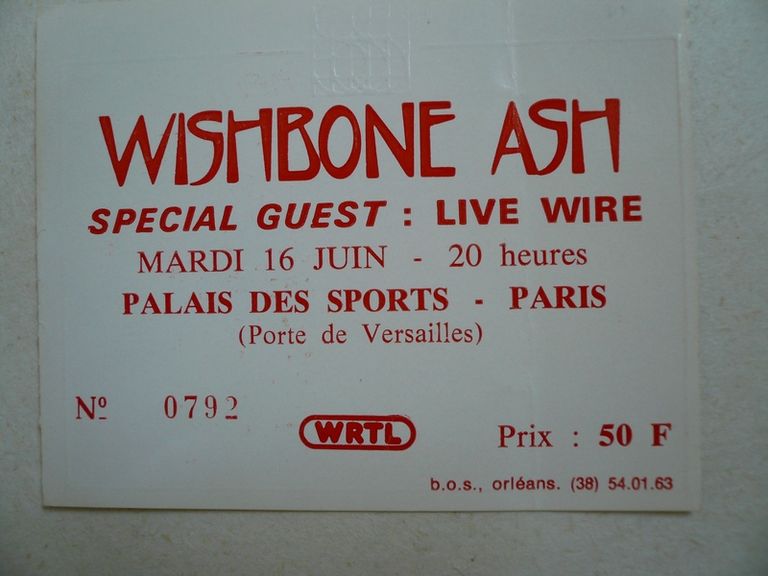 WISHBONE ASH
SPECIAL GUEST : LIVE WIRE
MARDI 16 JUIN - 20 heures
PALAIS DES SPORTS - PARIS
(Porte de Versailles)
Nº 0792
WRTL
Prix : 50 F
b.o.s., orléans. (38) 54.01.63